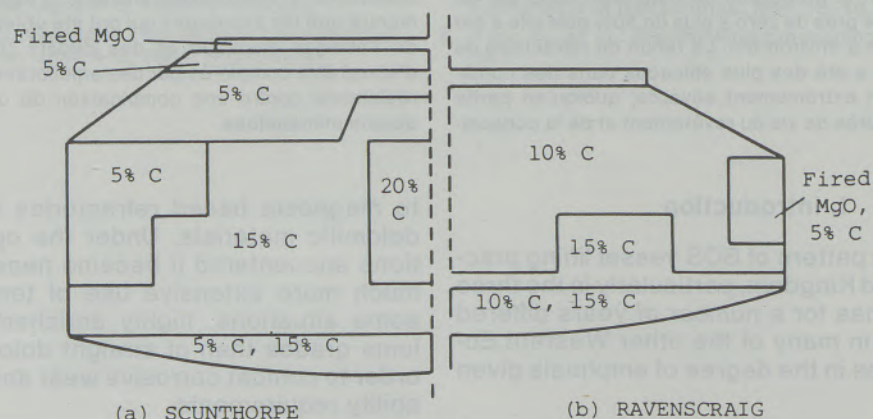 Fired MgO
5%C
5% C
5% C
20%
C
15% C
5% C, 15% C
(a) SCUNTHORPE
10% C
Fired
MgO,
5% C
15% C
10% C, 15% C
(b) RAVENSCRAIG